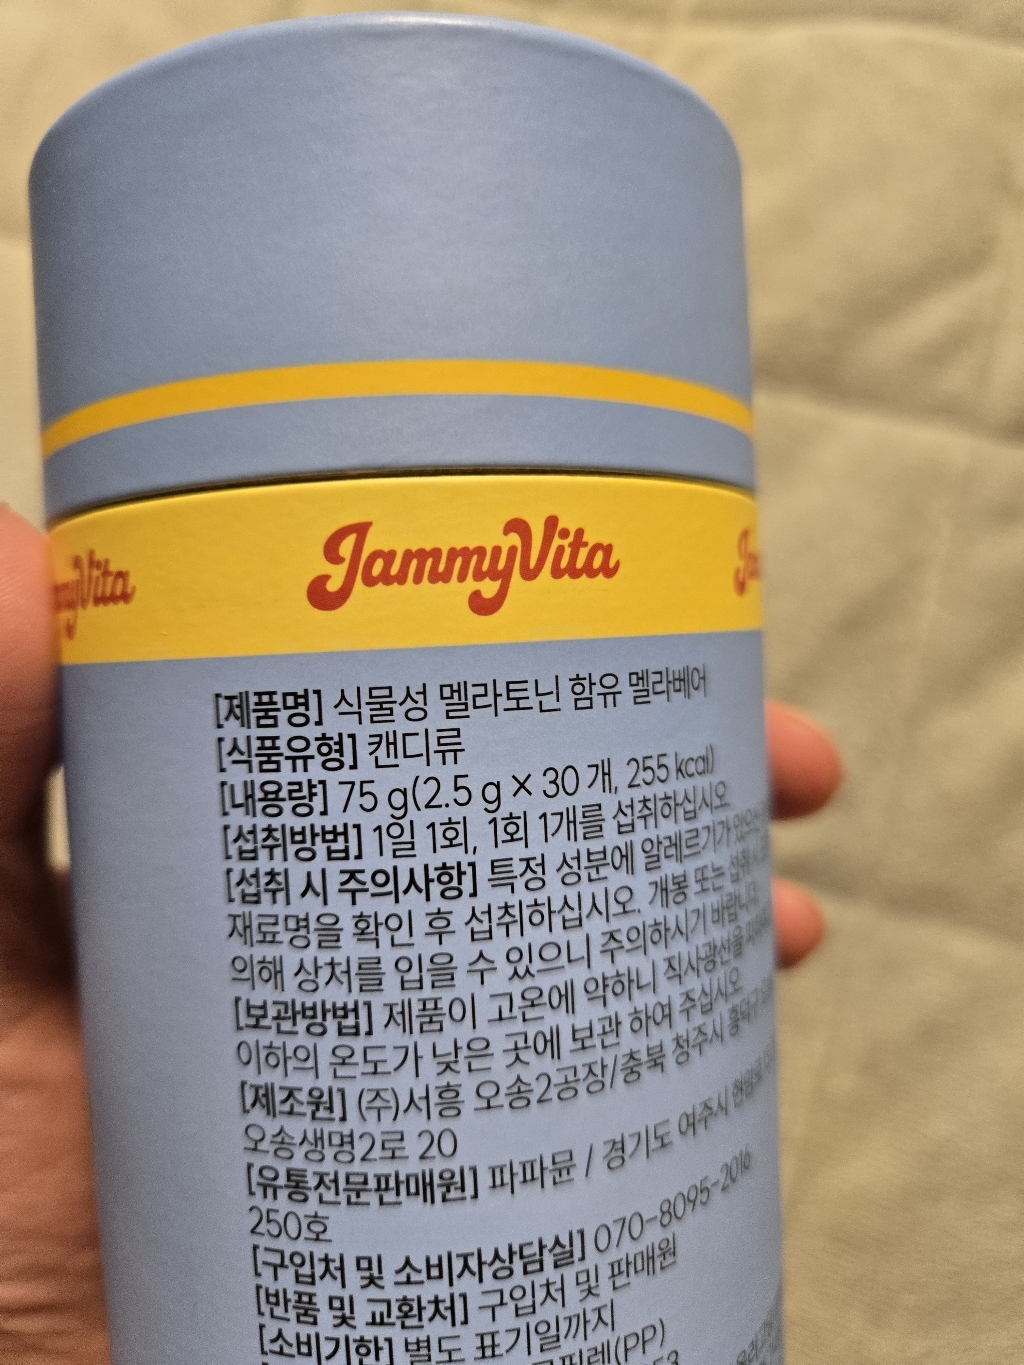 JammyVita
[제품명] 식물성 멜라토닌 함유 멜라베어
[식품유형] 캔디류
[내용량] 75 g(2.5 g × 30 개, 255 kcal)
[섭취방법] 1일 1회, 1회 1개를 섭취하십시오.
[섭취 시 주의사항] 특정 성분에 알레르기가
재료명을 확인 후 섭취하십시오. 개봉 또는 섭취 시
의해 상처를 입을 수 있으니 주의하시기 바랍니다.
[보관방법] 제품이 고온에 약하니 직사광선을
이하의 온도가 낮은 곳에 보관 하여 주십시오.
[제조원] (주)서흥 오송2공장/충북 청주시 흥덕구
오송생명2로 20
[유통전문판매원] 파파뮨 / 경기도 여주시
250호
[구입처 및 소비자상담실] 070-8095-2016
[반품 및 교환처] 구입처 및 판매원
[소비기한] 별도 표기일까지
(PP)